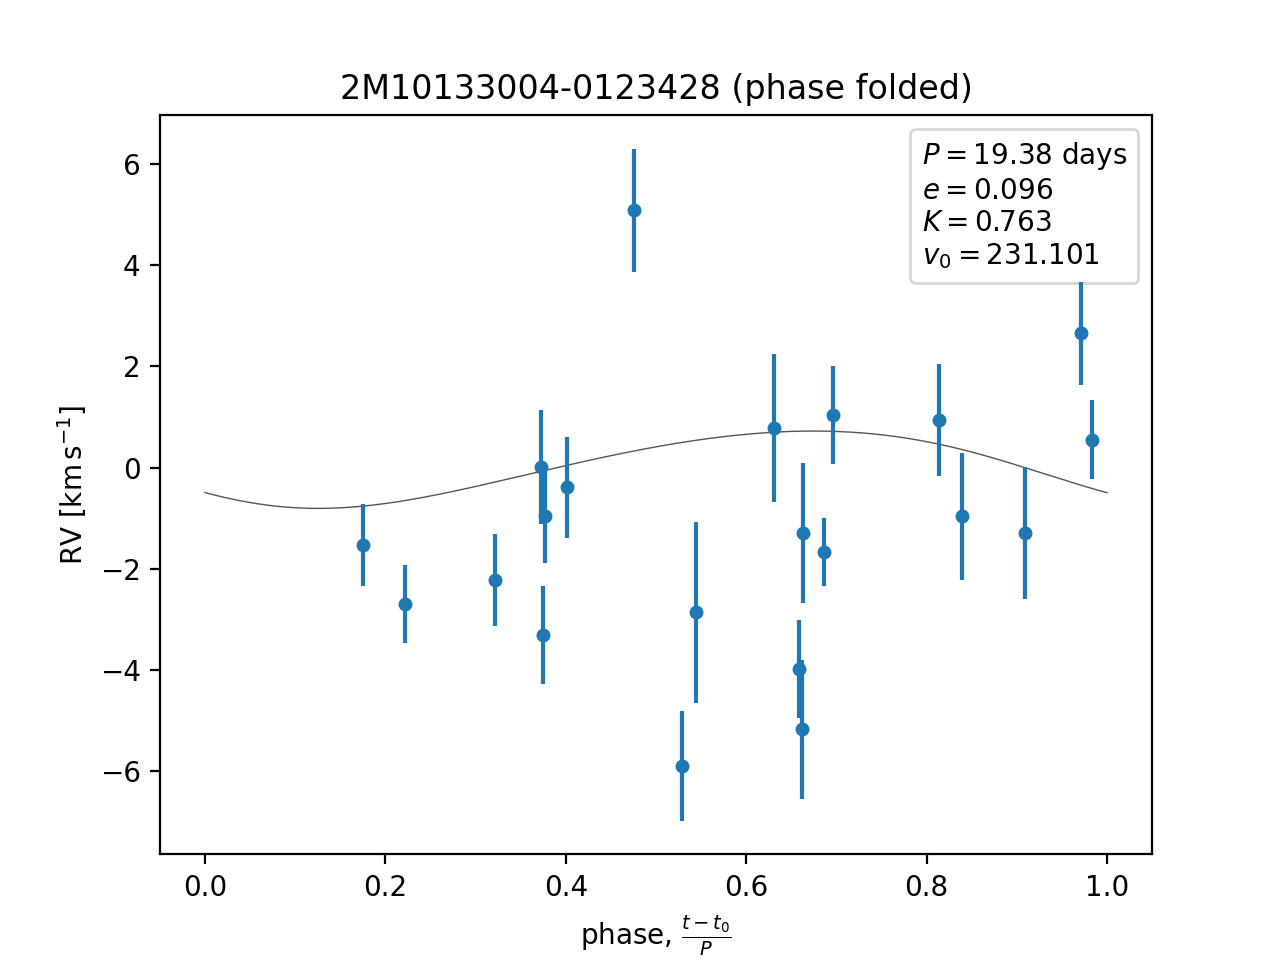 2M10133004-0123428 (phase folded)
P = 19.38 days
e = 0.096
K = 0.763
v₀ = 231.101
6
4
2
0
−2
−4
−6
RV [km s⁻¹]
0.0 0.2 0.4 0.6 0.8 1.0
phase, (t − t₀)/P